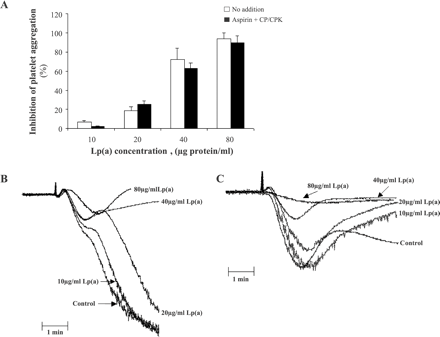 A
No addition
Aspirin + CP/CPK
Inhibition of platelet aggregation
(%)
120
100
80
60
40
20
0
10 20 40 80
Lp(a) concentration , (µg protein/ml)
B
80µg/mlLp(a)
40µg/ml Lp(a)
10µg/ml Lp(a)
Control
20µg/ml Lp(a)
1 min
C
80µg/ml Lp(a)
40µg/ml Lp(a)
20µg/ml Lp(a)
10µg/ml Lp(a)
Control
1 min